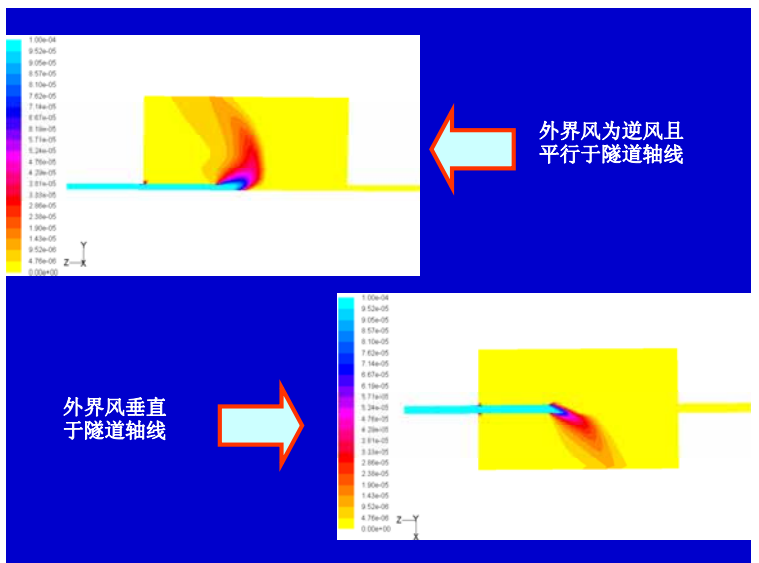 1.00e-04
9.52e-05
9.05e-05
8.57e-05
8.10e-05
7.62e-05
7.14e-05
6.67e-05
6.19e-05
5.71e-05
5.24e-05
4.76e-05
4.29e-05
3.81e-05
3.33e-05
2.86e-05
2.38e-05
1.90e-05
1.43e-05
9.52e-06
4.76e-06
0.00e+00
Y
Z
X
外界风为逆风且
平行于隧道轴线
外界风垂直
于隧道轴线
1.00e-04
9.52e-05
9.05e-05
8.57e-05
8.10e-05
7.62e-05
7.14e-05
6.67e-05
6.19e-05
5.71e-05
5.24e-05
4.76e-05
4.29e-05
3.81e-05
3.33e-05
2.86e-05
2.38e-05
1.90e-05
1.43e-05
9.52e-06
4.76e-06
0.00e+00
Z
Y
X